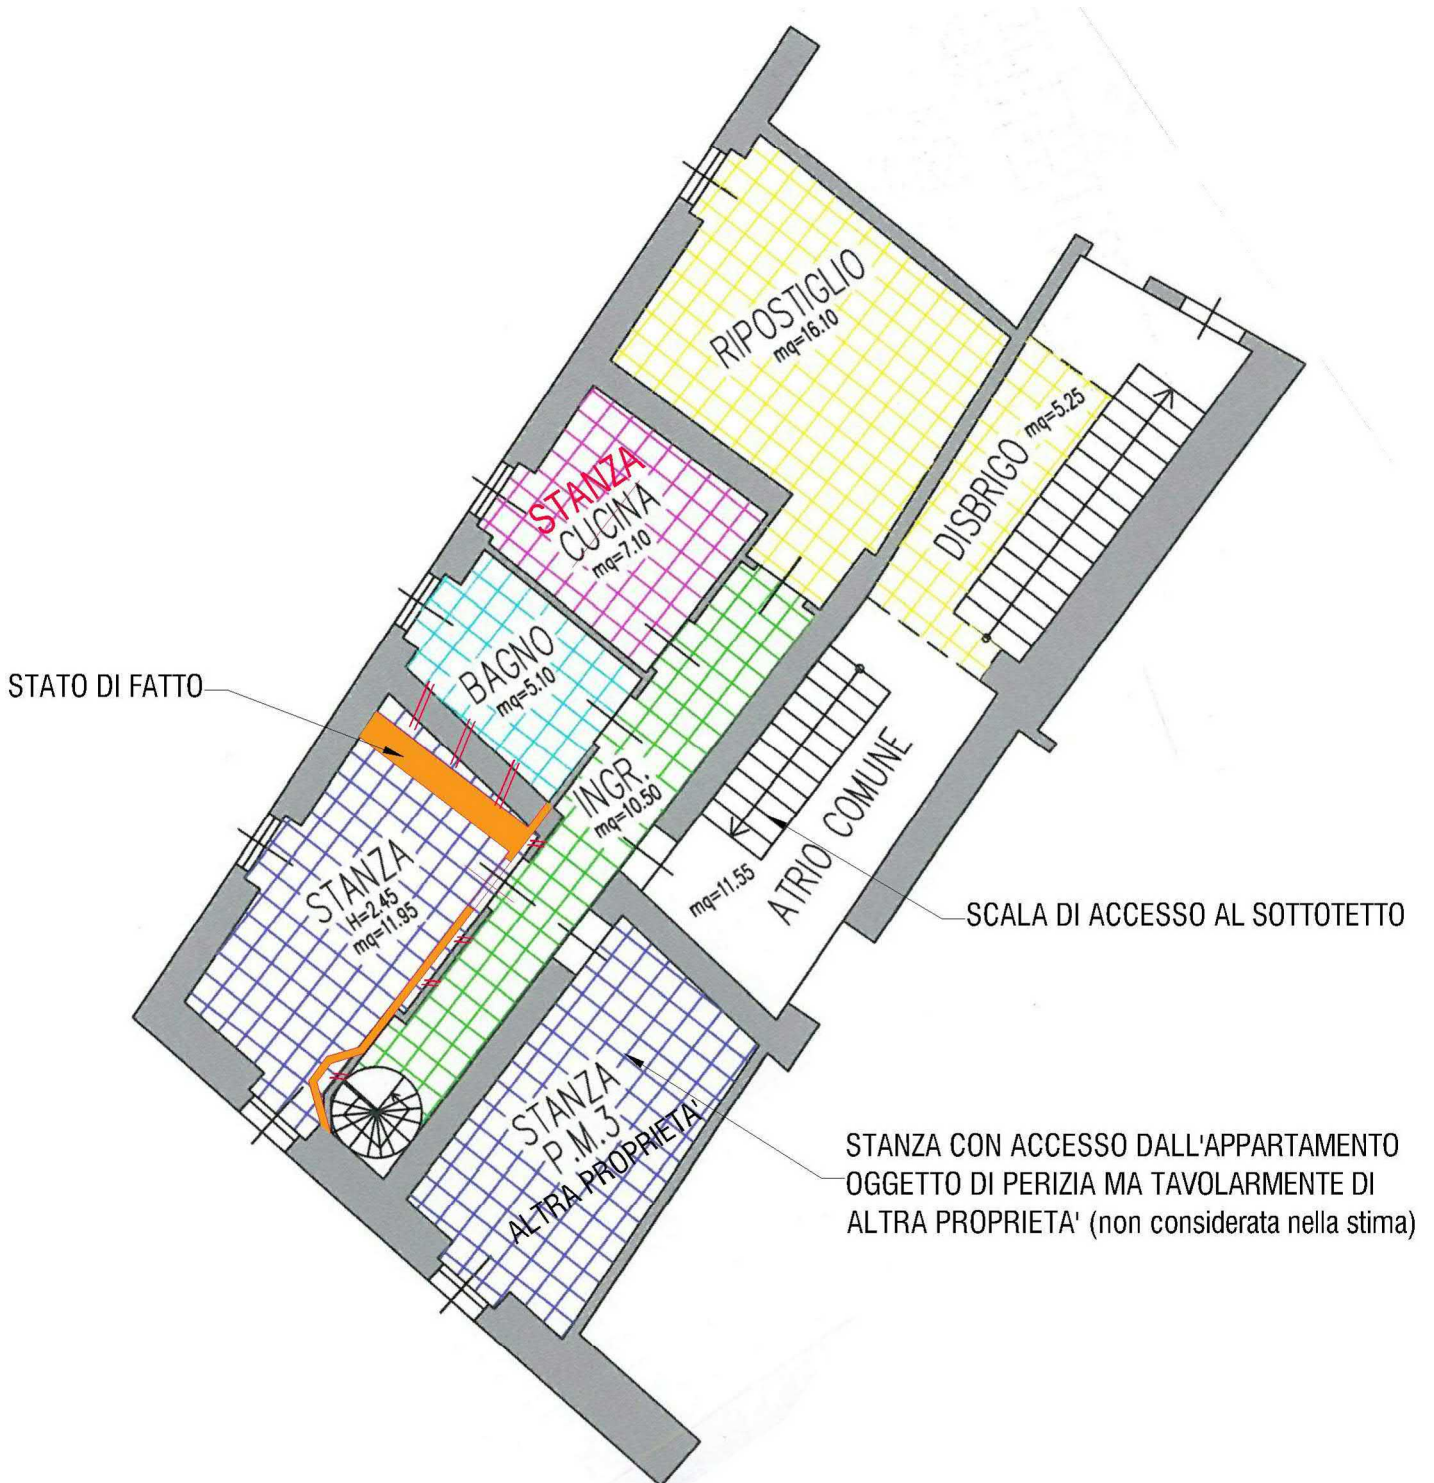 RIPOSTIGLIO
mq=16.10
DISBRIGO mq=5.25
STANZA
CUCINA
mq=7.10
BAGNO
mq=5.10
STATO DI FATTO
INGR.
mq=10.50
ATRIO COMUNE
mq=11.55
STANZA
H=2.45
mq=11.95
SCALA DI ACCESSO AL SOTTOTETTO
STANZA
P.M.3
ALTRA PROPRIETA'
STANZA CON ACCESSO DALL'APPARTAMENTO
OGGETTO DI PERIZIA MA TAVOLARMENTE DI
ALTRA PROPRIETA' (non considerata nella stima)